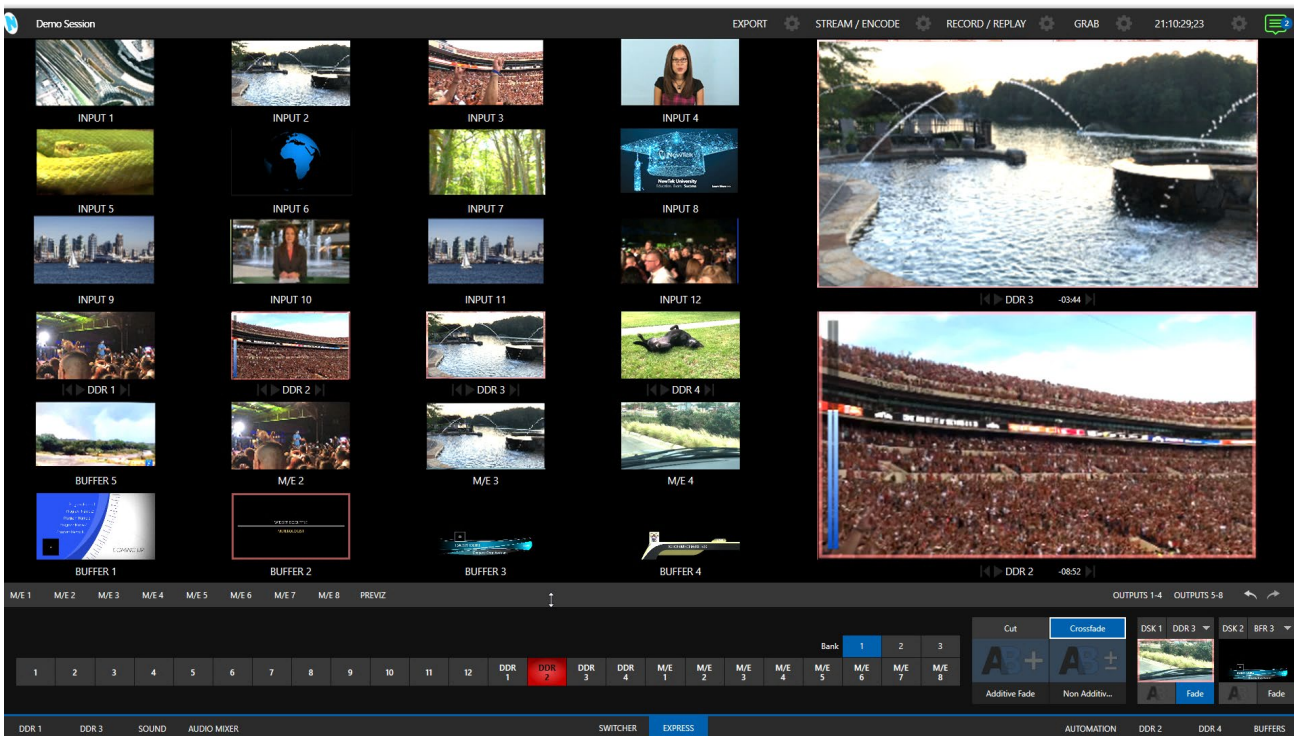 Demo Session EXPORT STREAM / ENCODE RECORD / REPLAY GRAB 21:10:29;23 2
INPUT 1 INPUT 2 INPUT 3 INPUT 4
NewTek
NewTek University
INPUT 5 INPUT 6 INPUT 7 INPUT 8
INPUT 9 INPUT 10 INPUT 11 INPUT 12
DDR 3 -03:44
DDR 1 DDR 2 DDR 3 DDR 4
BUFFER 5 M/E 2 M/E 3 M/E 4
COMING UP
BUFFER 1 BUFFER 2 BUFFER 3 BUFFER 4
DDR 2 -08:52
M/E 1 M/E 2 M/E 3 M/E 4 M/E 5 M/E 6 M/E 7 M/E 8 PREVIZ OUTPUTS 1-4 OUTPUTS 5-8
Cut Crossfade DSK 1 DDR 3 DSK 2 BFR 3
Bank 1 2 3
1 2 3 4 5 6 7 8 9 10 11 12 DDR 1 DDR 2 DDR 3 DDR 4 M/E 1 M/E 2 M/E 3 M/E 4 M/E 5 M/E 6 M/E 7 M/E 8
Additive Fade Non Additiv... Fade Fade
DDR 1 DDR 3 SOUND AUDIO MIXER SWITCHER EXPRESS AUTOMATION DDR 2 DDR 4 BUFFERS